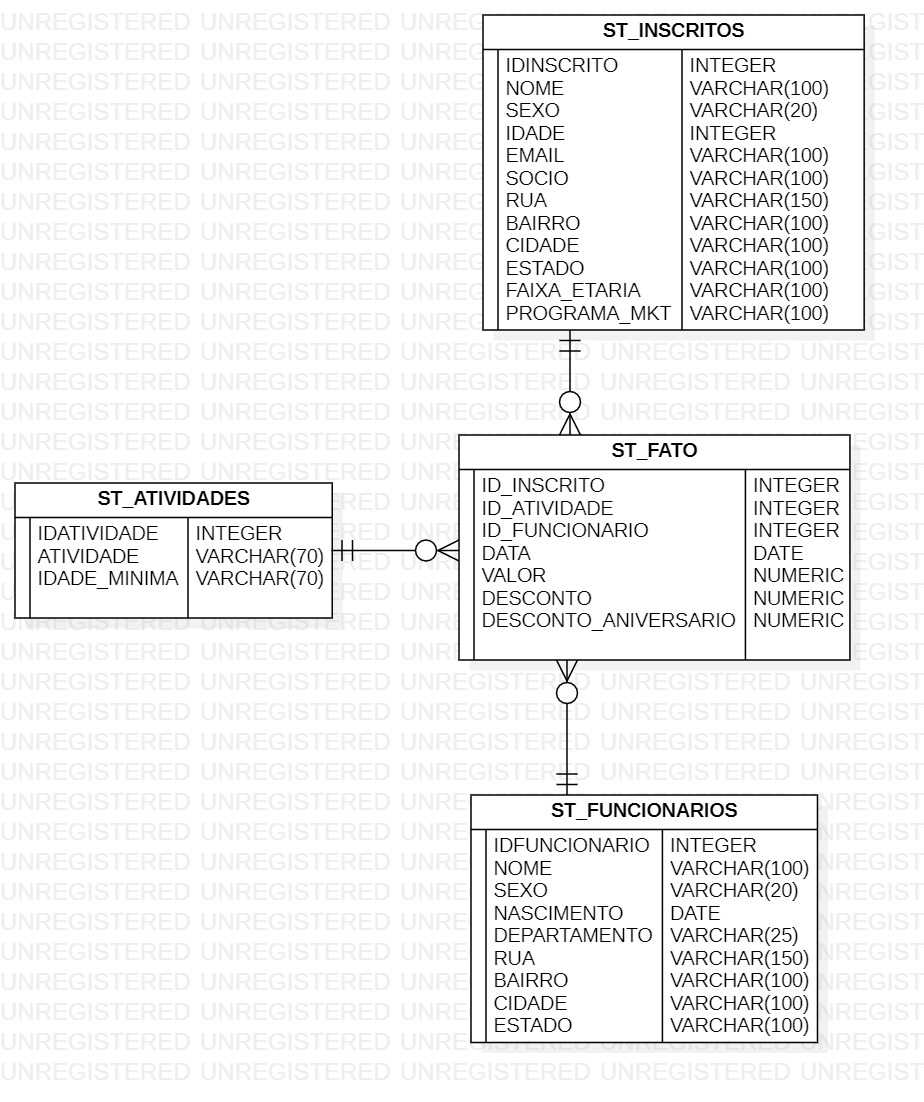 ST_INSCRITOS
IDINSCRITO INTEGER
NOME VARCHAR(100)
SEXO VARCHAR(20)
IDADE INTEGER
EMAIL VARCHAR(100)
SOCIO VARCHAR(100)
RUA VARCHAR(150)
BAIRRO VARCHAR(100)
CIDADE VARCHAR(100)
ESTADO VARCHAR(100)
FAIXA_ETARIA VARCHAR(100)
PROGRAMA_MKT VARCHAR(100)
ST_FATO
ID_INSCRITO INTEGER
ID_ATIVIDADE INTEGER
ID_FUNCIONARIO INTEGER
DATA DATE
VALOR NUMERIC
DESCONTO NUMERIC
DESCONTO_ANIVERSARIO NUMERIC
ST_ATIVIDADES
IDATIVIDADE INTEGER
ATIVIDADE VARCHAR(70)
IDADE_MINIMA VARCHAR(70)
ST_FUNCIONARIOS
IDFUNCIONARIO INTEGER
NOME VARCHAR(100)
SEXO VARCHAR(20)
NASCIMENTO DATE
DEPARTAMENTO VARCHAR(25)
RUA VARCHAR(150)
BAIRRO VARCHAR(100)
CIDADE VARCHAR(100)
ESTADO VARCHAR(100)
UNREGISTERED